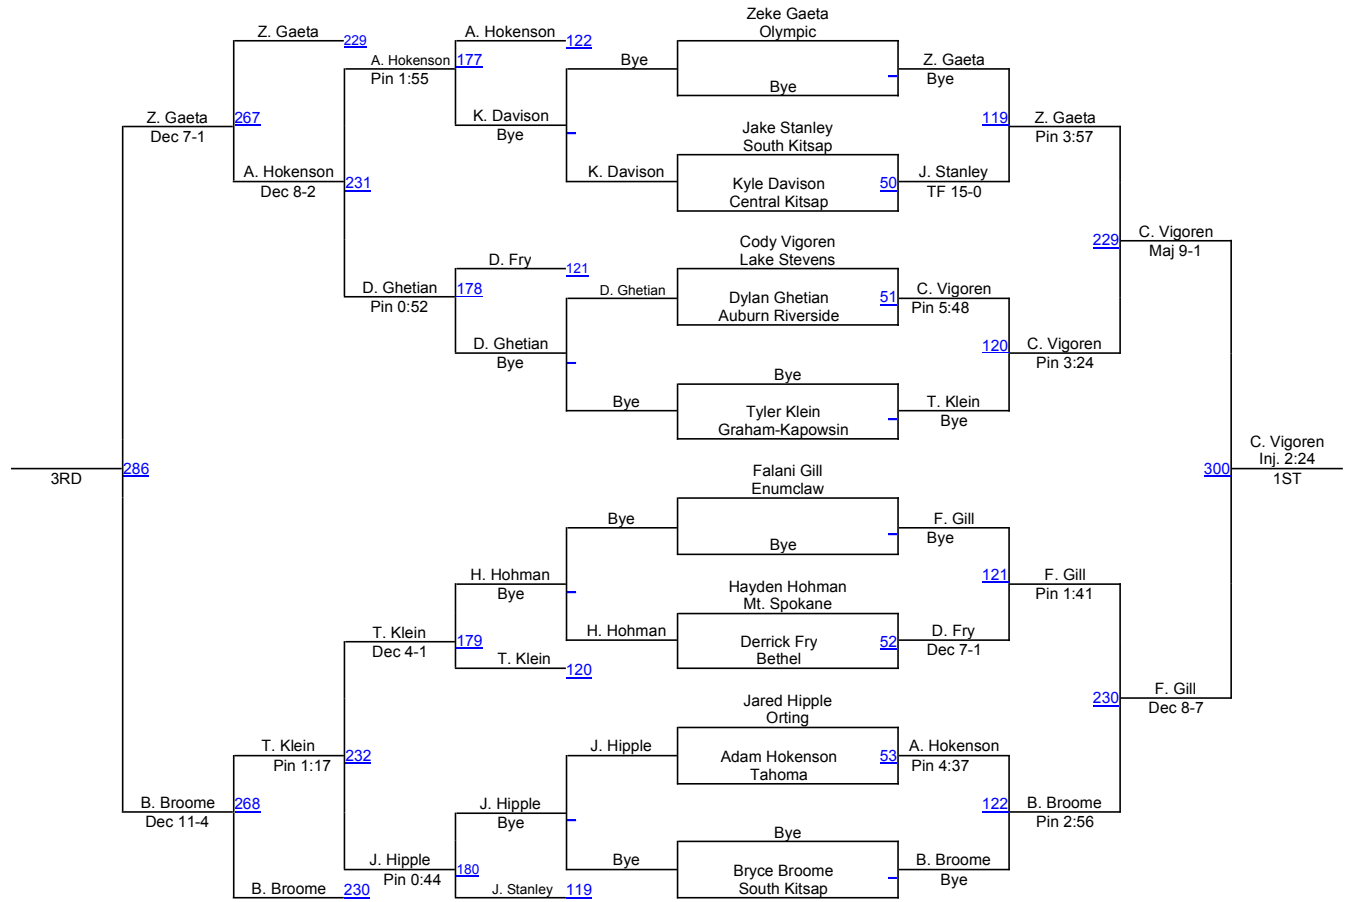 Zeke Gaeta
Olympic
Z. Gaeta
229
A. Hokenson
122
A. Hokenson
177
Pin 1:55
Bye
Bye
Z. Gaeta
Bye
K. Davison
Bye
Z. Gaeta
267
Dec 7-1
119
Z. Gaeta
Pin 3:57
Jake Stanley
South Kitsap
A. Hokenson
231
Dec 8-2
K. Davison
Kyle Davison
Central Kitsap
50
J. Stanley
TF 15-0
229
C. Vigoren
Maj 9-1
Cody Vigoren
Lake Stevens
D. Fry
121
D. Ghetian
178
Pin 0:52
D. Ghetian
Dylan Ghetian
Auburn Riverside
51
C. Vigoren
Pin 5:48
D. Ghetian
Bye
120
C. Vigoren
Pin 3:24
Bye
Bye
Tyler Klein
Graham-Kapowsin
T. Klein
Bye
286
3RD
300
C. Vigoren
Inj. 2:24
1ST
Falani Gill
Enumclaw
Bye
Bye
F. Gill
Bye
H. Hohman
Bye
121
F. Gill
Pin 1:41
Hayden Hohman
Mt. Spokane
T. Klein
179
Dec 4-1
H. Hohman
Derrick Fry
Bethel
52
D. Fry
Dec 7-1
T. Klein
120
230
F. Gill
Dec 8-7
Jared Hipple
Orting
T. Klein
232
Pin 1:17
J. Hipple
Adam Hokenson
Tahoma
53
A. Hokenson
Pin 4:37
B. Broome
268
Dec 11-4
J. Hipple
Bye
122
B. Broome
Pin 2:56
Bye
J. Hipple
180
Pin 0:44
Bye
Bryce Broome
South Kitsap
B. Broome
Bye
B. Broome
230
J. Stanley
119